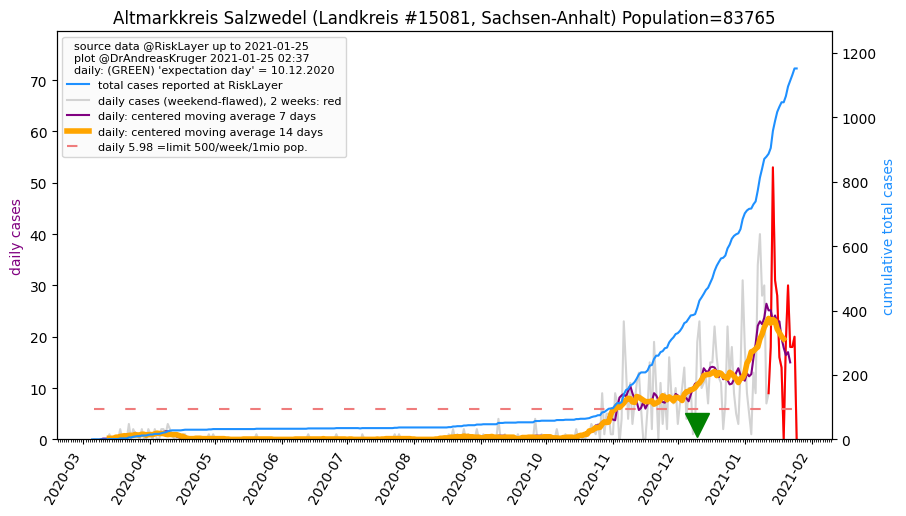 Altmarkkreis Salzwedel (Landkreis #15081, Sachsen-Anhalt) Population=83765
source data @RiskLayer up to 2021-01-25
plot @DrAndreasKruger 2021-01-25 02:37
daily: (GREEN) 'expectation day' = 10.12.2020
total cases reported at RiskLayer
daily cases (weekend-flawed), 2 weeks: red
daily: centered moving average 7 days
daily: centered moving average 14 days
daily 5.98 =limit 500/week/1mio pop.
daily cases
70
60
50
40
30
20
10
0
1200
1000
800
600
400
200
0
cumulative total cases
2020-03
2020-04
2020-05
2020-06
2020-07
2020-08
2020-09
2020-10
2020-11
2020-12
2021-01
2021-02